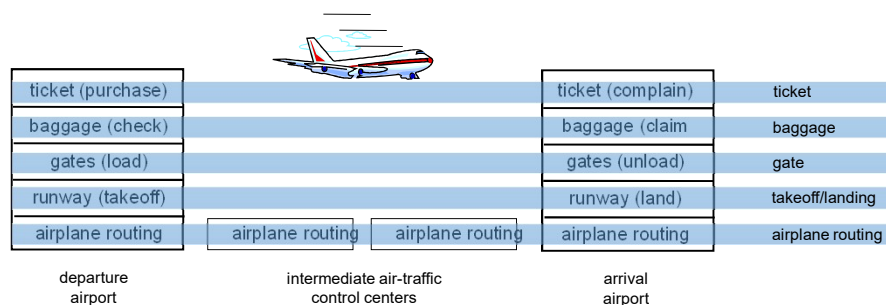 ticket (purchase) ticket (complain) ticket
baggage (check) baggage (claim baggage
gates (load) gates (unload) gate
runway (takeoff) runway (land) takeoff/landing
airplane routing airplane routing airplane routing airplane routing airplane routing
departure
airport
intermediate air-traffic
control centers
arrival
airport